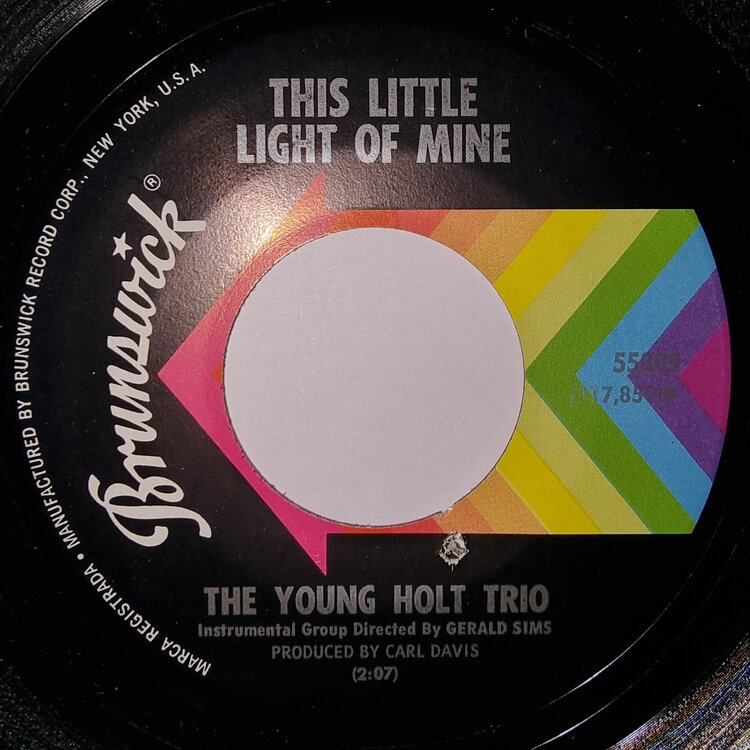 THIS LITTLE
LIGHT OF MINE
Brunswick®
MARCA REGISTRADA • MANUFACTURED BY BRUNSWICK RECORD CORP., NEW YORK, U.S.A.
THE YOUNG HOLT TRIO
Instrumental Group Directed By GERALD SIMS
PRODUCED BY CARL DAVIS
(2:07)